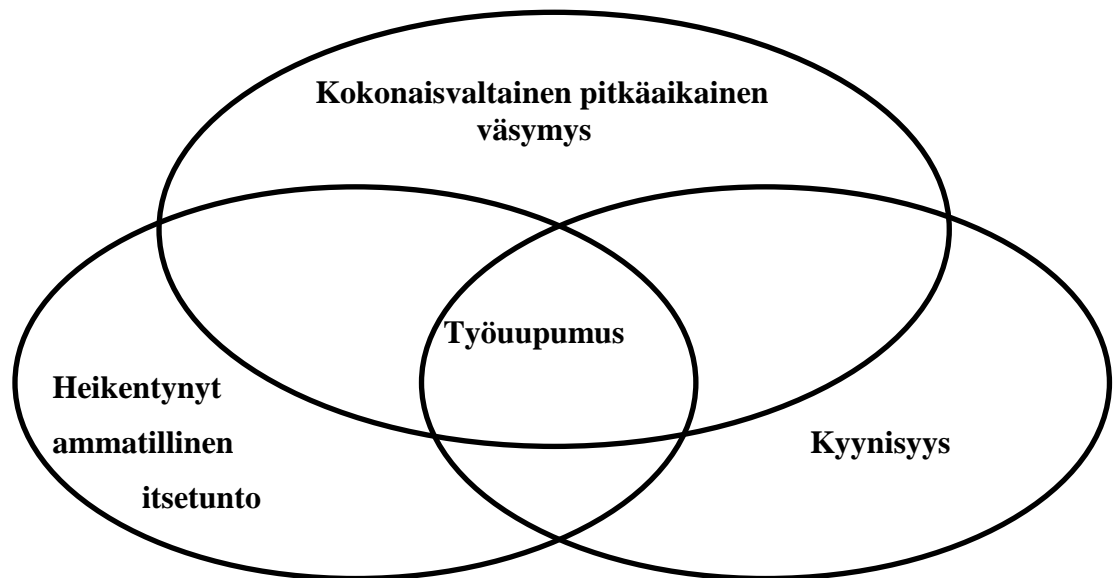 Kokonaisvaltainen pitkäaikainen
väsymys
Työuupumus
Heikentynyt
ammatillinen
itsetunto
Kyynisyys